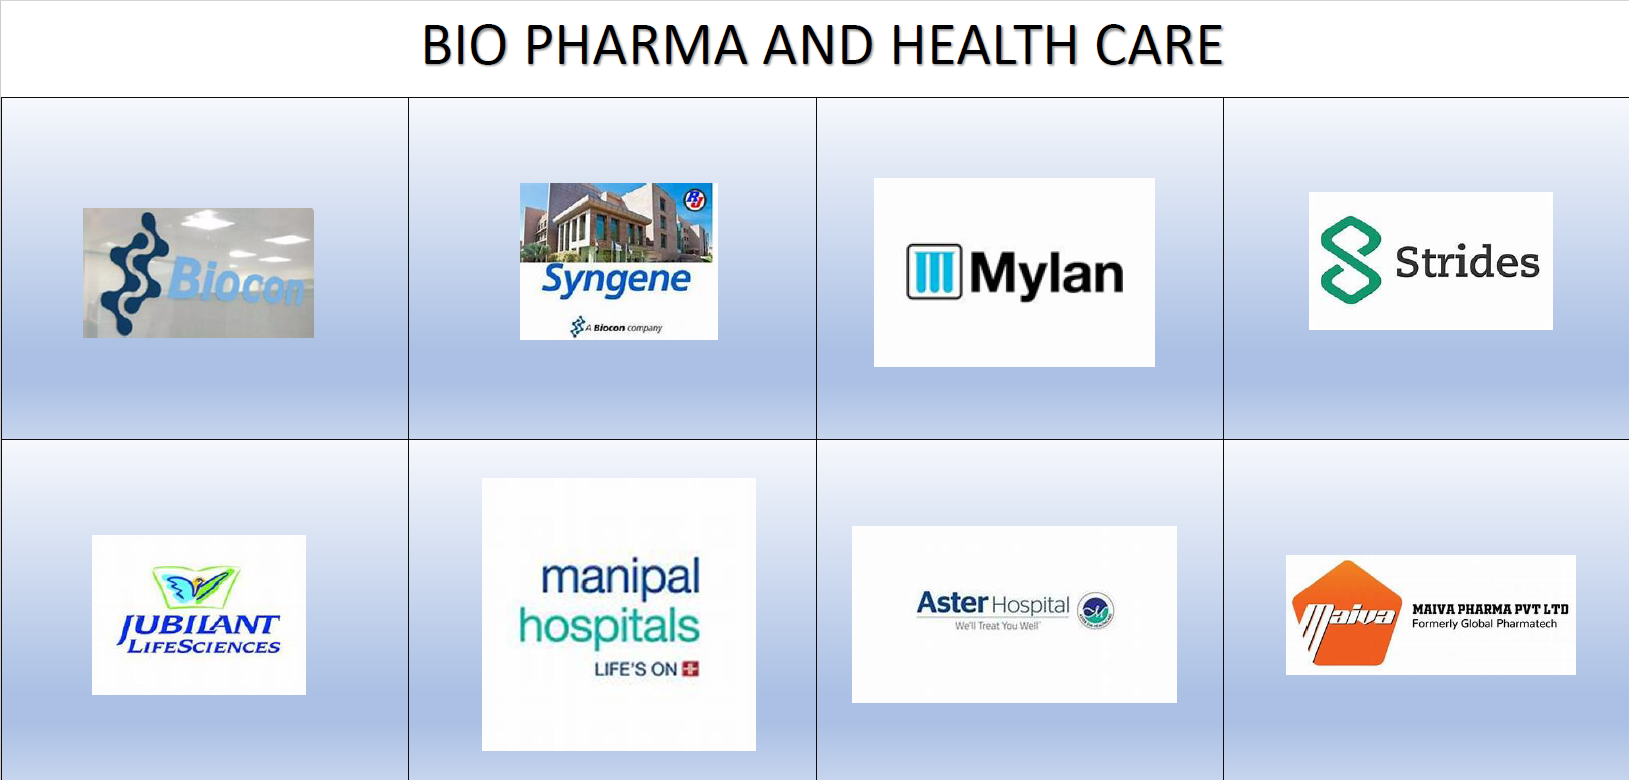 BIO PHARMA AND HEALTH CARE
Biocon
RJ
Syngene
A Biocon company
Mylan
Strides
JUBILANT
LIFESCIENCES
manipal
hospitals
LIFE'S ON
Aster Hospital
We'll Treat You Well
Maiva
MAIVA PHARMA PVT LTD
Formerly Global Pharmatech